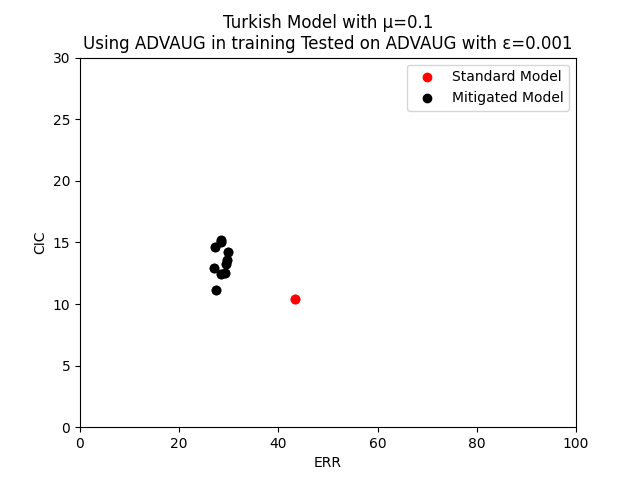 Turkish Model with μ=0.1
Using ADVAUG in training Tested on ADVAUG with ε=0.001
Standard Model
Mitigated Model
30
25
20
15
10
5
0
CIC
0 20 40 60 80 100
ERR